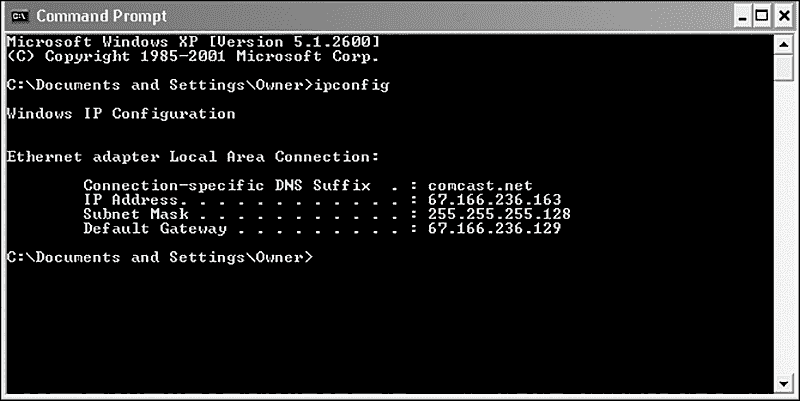 Command Prompt
Microsoft Windows XP [Version 5.1.2600]
(C) Copyright 1985-2001 Microsoft Corp.
C:\Documents and Settings\Owner>ipconfig
Windows IP Configuration
Ethernet adapter Local Area Connection:
Connection-specific DNS Suffix . : comcast.net
IP Address. . . . . . . . . . . . : 67.166.236.163
Subnet Mask . . . . . . . . . . . : 255.255.255.128
Default Gateway . . . . . . . . . : 67.166.236.129
C:\Documents and Settings\Owner>